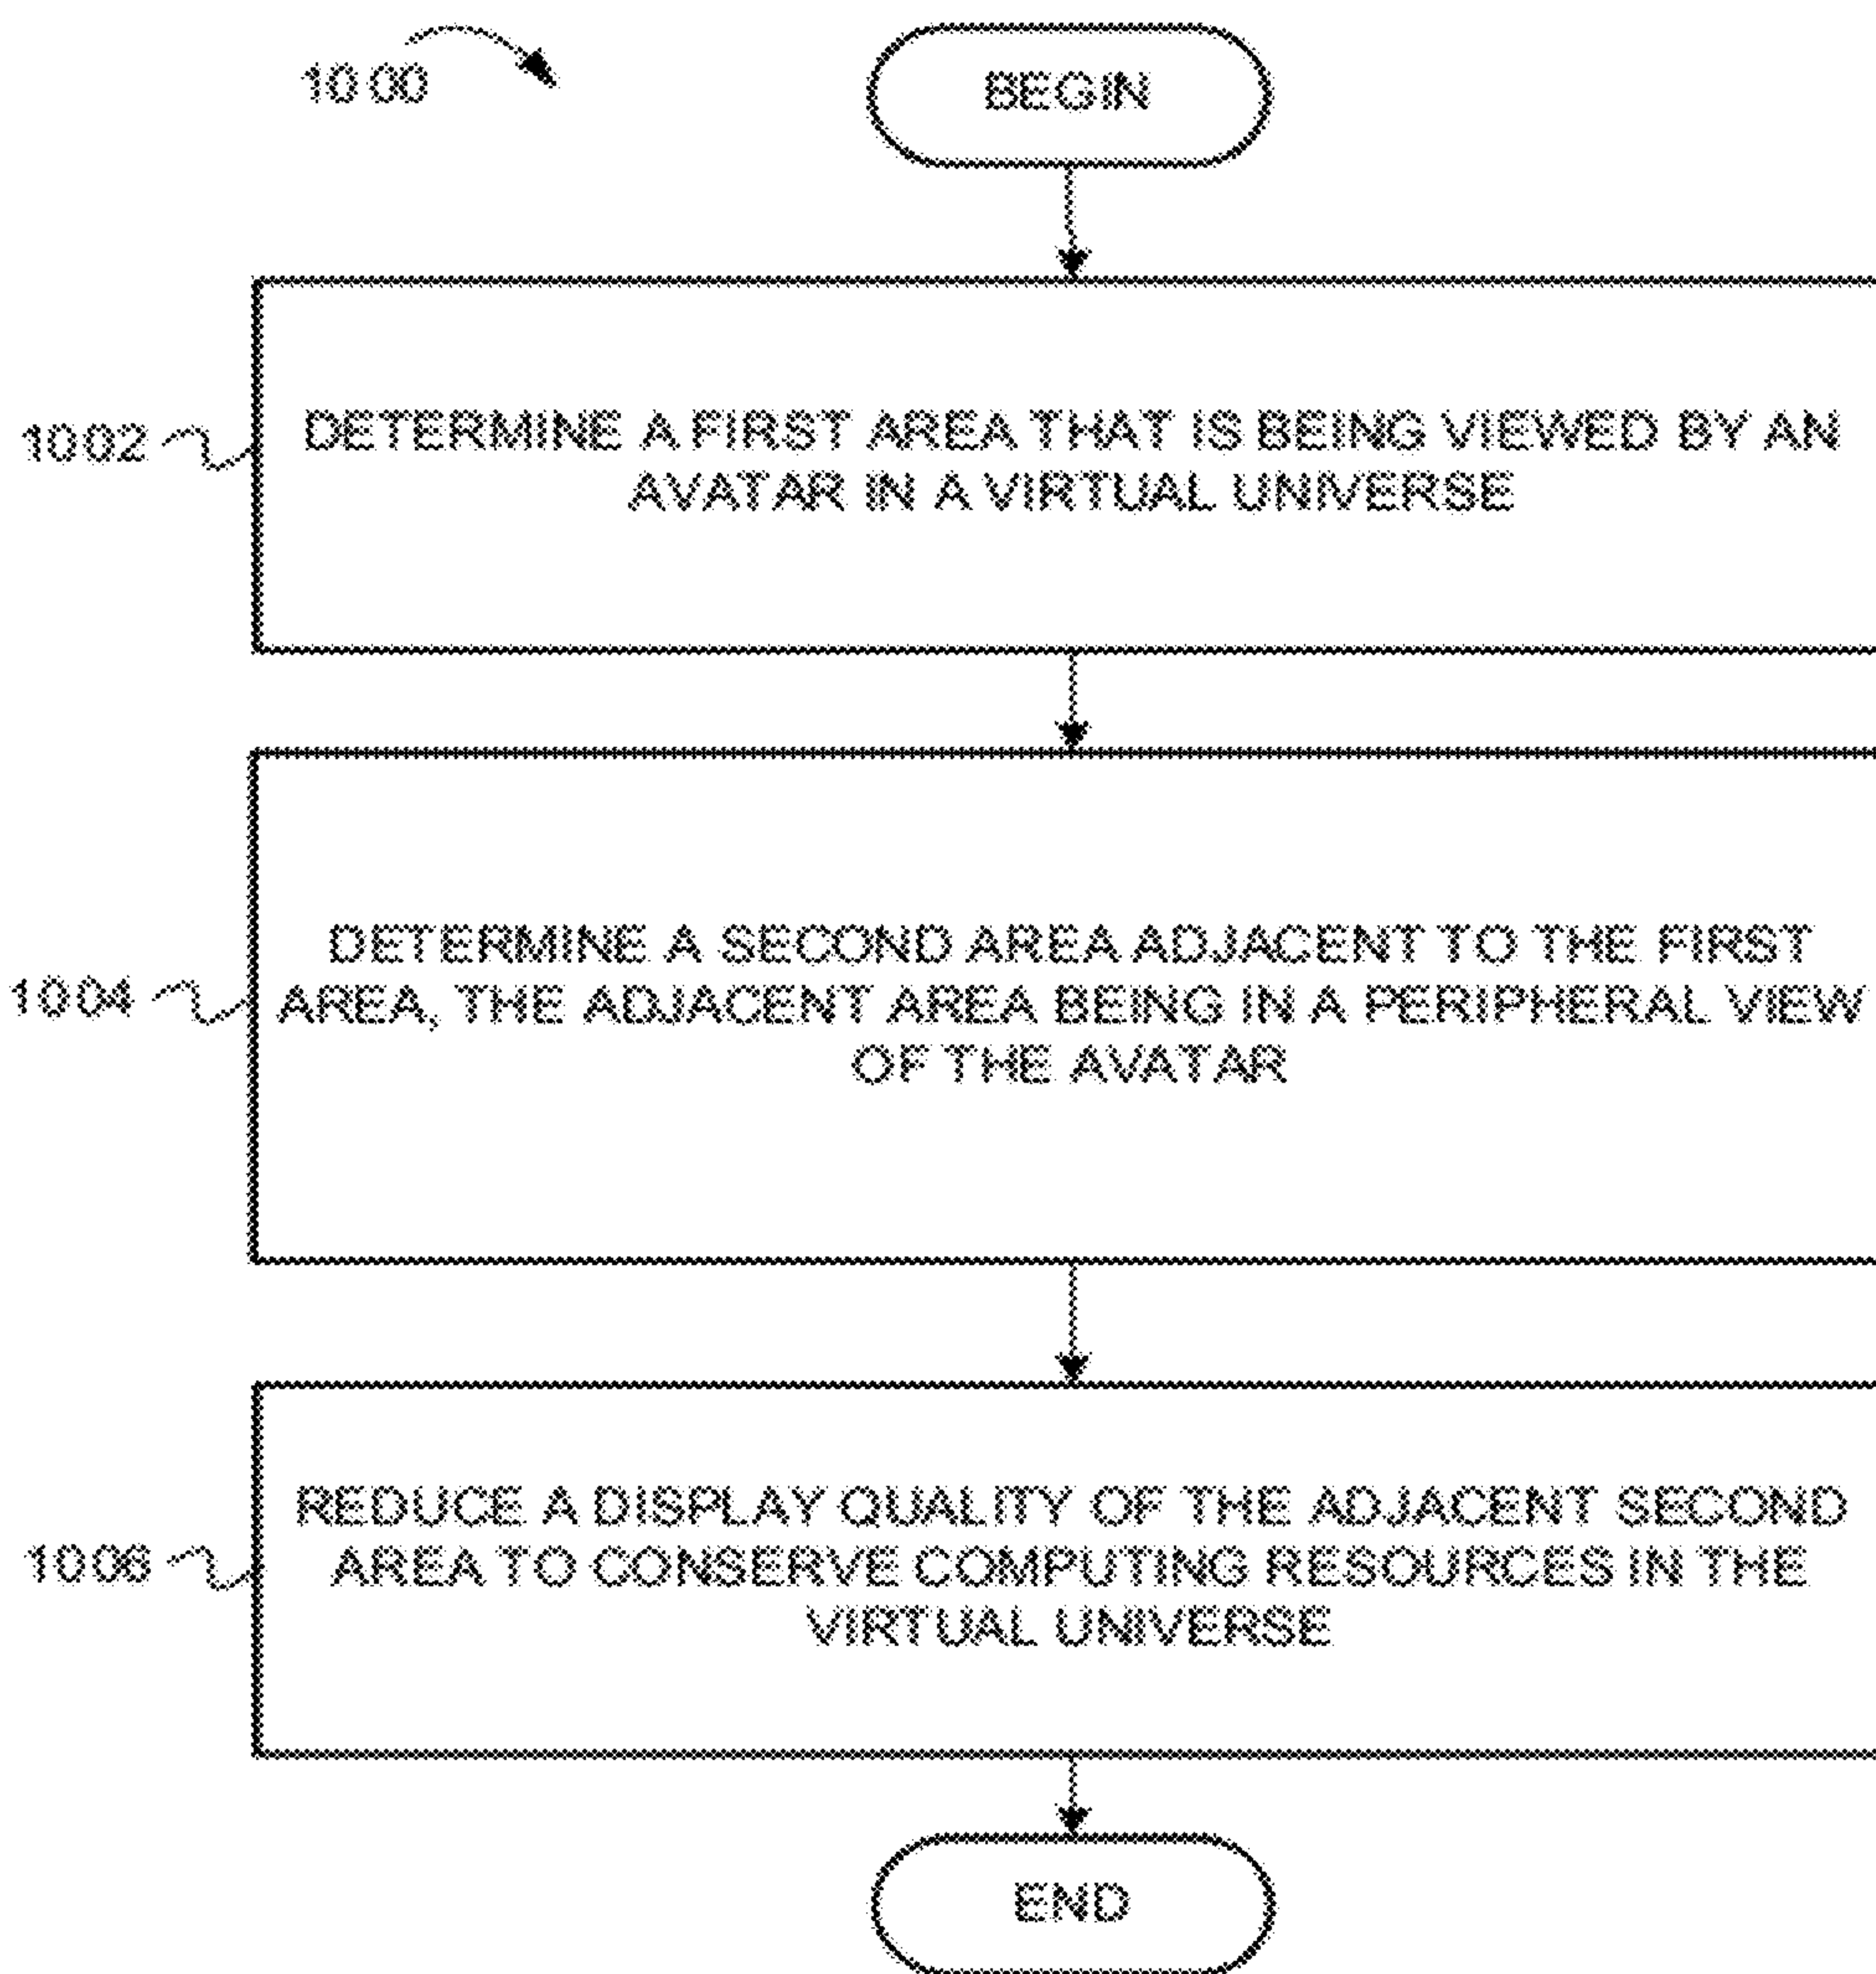 1000
BEGIN
1002
DETERMINE A FIRST AREA THAT IS BEING VIEWED BY AN
AVATAR IN A VIRTUAL UNIVERSE
1004
DETERMINE A SECOND AREA ADJACENT TO THE FIRST
AREA, THE ADJACENT AREA BEING IN A PERIPHERAL VIEW
OF THE AVATAR
1006
REDUCE A DISPLAY QUALITY OF THE ADJACENT SECOND
AREA TO CONSERVE COMPUTING RESOURCES IN THE
VIRTUAL UNIVERSE
END